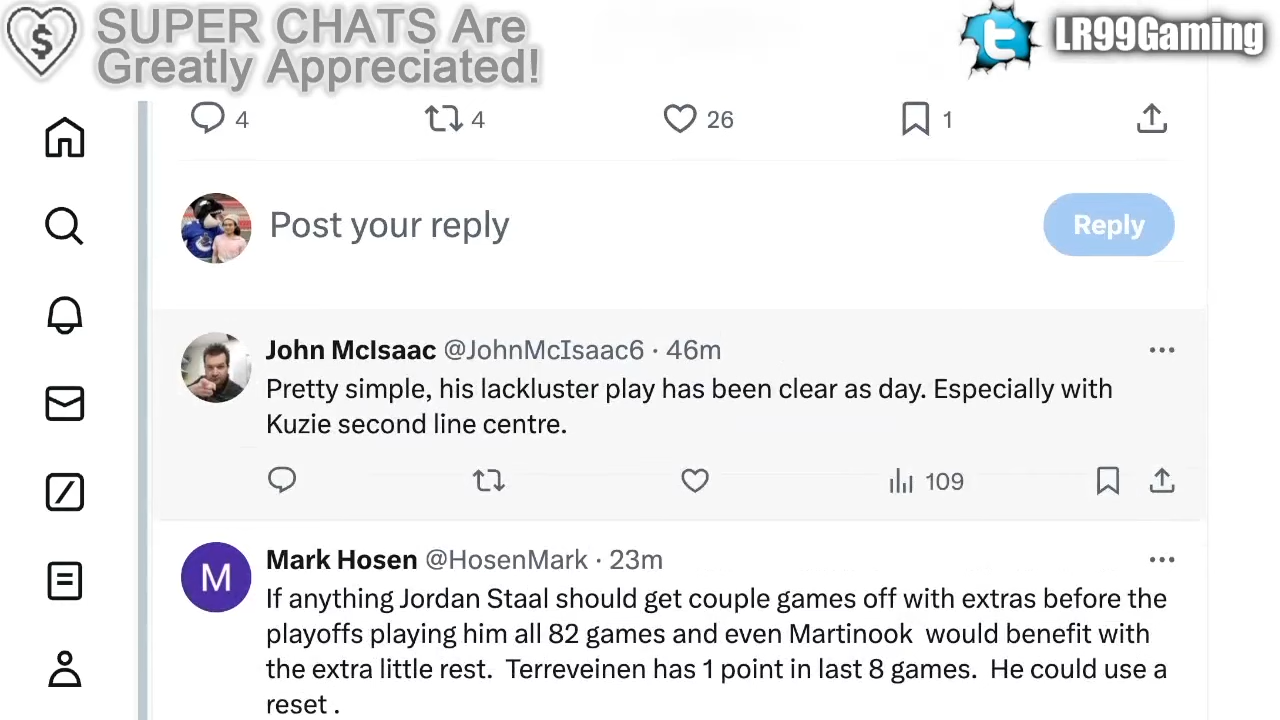 SUPER CHATS Are
Greatly Appreciated!
LR99Gaming
4
4
26
1
Post your reply
Reply
John McIsaac @JohnMcIsaac6 · 46m
Pretty simple, his lackluster play has been clear as day. Especially with
Kuzie second line centre.
109
M
Mark Hosen @HosenMark · 23m
If anything Jordan Staal should get couple games off with extras before the
playoffs playing him all 82 games and even Martinook  would benefit with
the extra little rest.  Terreveinen has 1 point in last 8 games.  He could use a
reset .